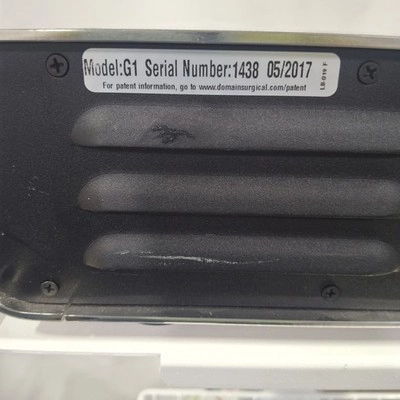 Model:G1 Serial Number:1438 05/2017
For patent information, go to www.domainsurgical.com/patent